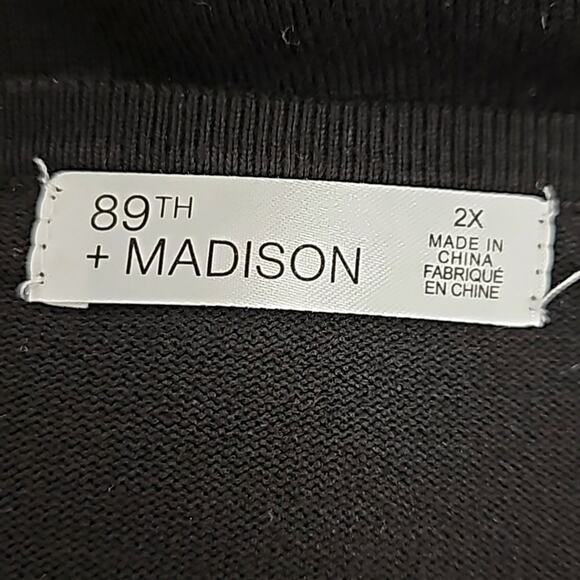 89TH
+ MADISON
2X
MADE IN
CHINA
FABRIQUÉ
EN CHINE